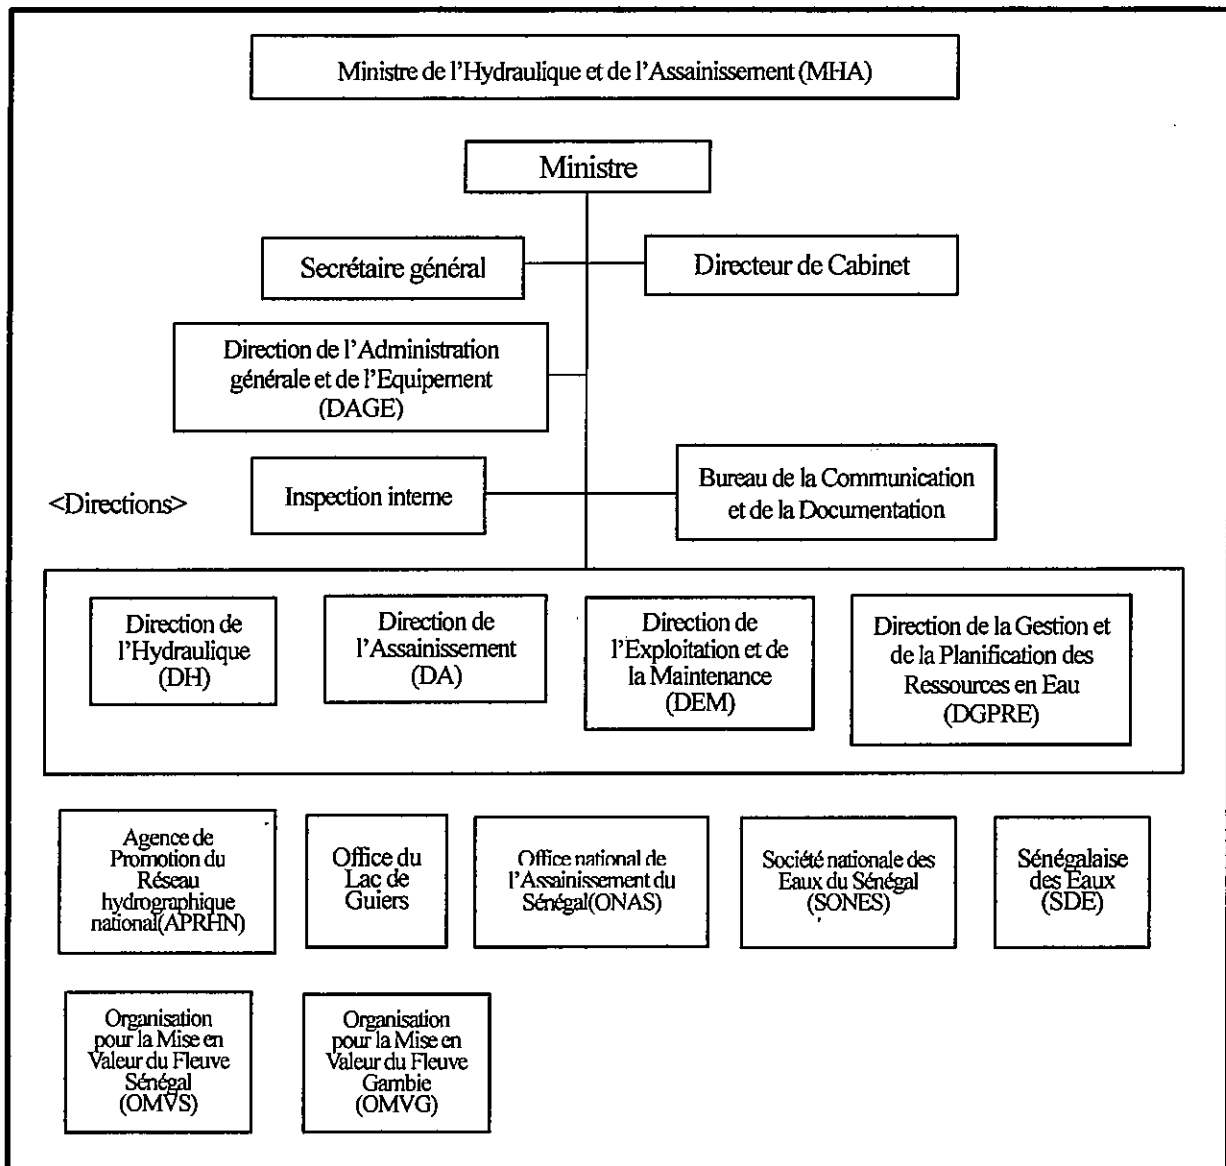 Ministre de l'Hydraulique et de l'Assainissement (MHA)
Ministre
Secrétaire général
Directeur de Cabinet
Direction de l'Administration
générale et de l'Equipement
(DAGE)
<Directions>
Inspection interne
Bureau de la Communication
et de la Documentation
Direction de
l'Hydraulique
(DH)
Direction de
l'Assainissement
(DA)
Direction de
l'Exploitation et de
la Maintenance
(DEM)
Direction de la Gestion et
de la Planification des
Ressources en Eau
(DGPRE)
Agence de
Promotion du
Réseau
hydrographique
national(APRHN)
Office du
Lac de
Guiers
Office national de
l'Assainissement du
Sénégal(ONAS)
Société nationale des
Eaux du Sénégal
(SONES)
Sénégalaise
des Eaux
(SDE)
Organisation
pour la Mise en
Valeur du Fleuve
Sénégal
(OMVS)
Organisation
pour la Mise en
Valeur du Fleuve
Gambie
(OMVG)